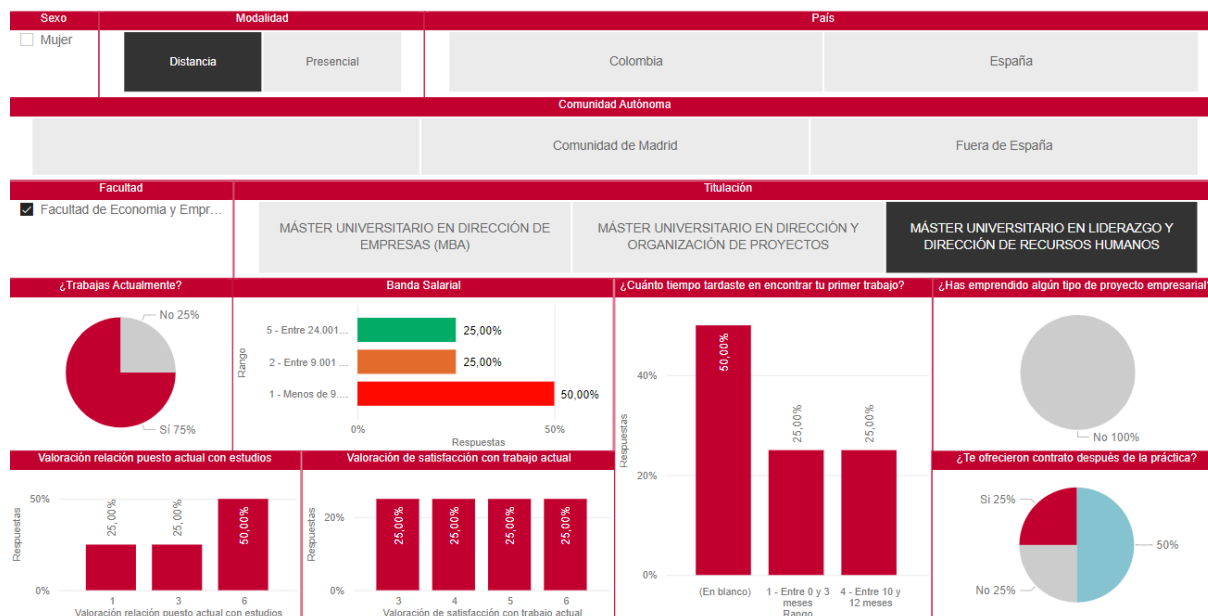 Sexo
Modalidad
País
Mujer
Distancia
Presencial
Colombia
España
Comunidad Autónoma
Comunidad de Madrid
Fuera de España
Facultad
Titulación
Facultad de Economia y Empr...
MÁSTER UNIVERSITARIO EN DIRECCIÓN DE
EMPRESAS (MBA)
MÁSTER UNIVERSITARIO EN DIRECCIÓN Y
ORGANIZACIÓN DE PROYECTOS
MÁSTER UNIVERSITARIO EN LIDERAZGO Y
DIRECCIÓN DE RECURSOS HUMANOS
¿Trabajas Actualmente?
No 25%
Sí 75%
Banda Salarial
Rango
5 - Entre 24.001...
25,00%
2 - Entre 9.001 ...
25,00%
1 - Menos de 9....
50,00%
0%
50%
Respuestas
¿Cuánto tiempo tardaste en encontrar tu primer trabajo?
Respuestas
40%
20%
0%
50,00%
25,00%
25,00%
(En blanco)
1 - Entre 0 y 3
meses
4 - Entre 10 y
12 meses
Rango
¿Has emprendido algún tipo de proyecto empresarial?
No 100%
Valoración relación puesto actual con estudios
Respuestas
50%
0%
25,00%
25,00%
50,00%
1
3
6
Valoración relación puesto actual con estudios
Valoración de satisfacción con trabajo actual
Respuestas
20%
0%
25,00%
25,00%
25,00%
25,00%
3
4
5
6
Valoración de satisfacción con trabajo actual
¿Te ofrecieron contrato después de la práctica?
Si 25%
50%
No 25%